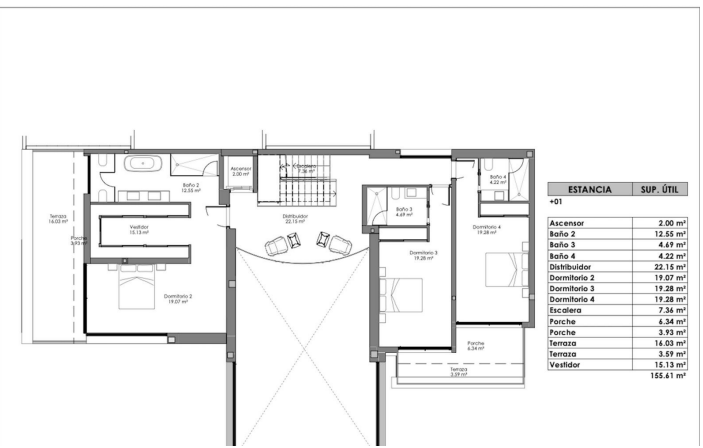 Ascensor
2.00 m²
Escalera
7.36 m²
Baño 2
12.55 m²
Baño 4
4.22 m²
Terraza
16.03 m²
Porche
3.93 m²
Vestidor
15.13 m²
Distribuidor
22.15 m²
Baño 3
4.69 m²
Dormitorio 4
19.28 m²
Dormitorio 3
19.28 m²
Dormitorio 2
19.07 m²
Porche
6.34 m²
Terraza
3.59 m²
ESTANCIA SUP. ÚTIL
+01
Ascensor 2.00 m²
Baño 2 12.55 m²
Baño 3 4.69 m²
Baño 4 4.22 m²
Distribuidor 22.15 m²
Dormitorio 2 19.07 m²
Dormitorio 3 19.28 m²
Dormitorio 4 19.28 m²
Escalera 7.36 m²
Porche 6.34 m²
Porche 3.93 m²
Terraza 16.03 m²
Terraza 3.59 m²
Vestidor 15.13 m²
155.61 m²